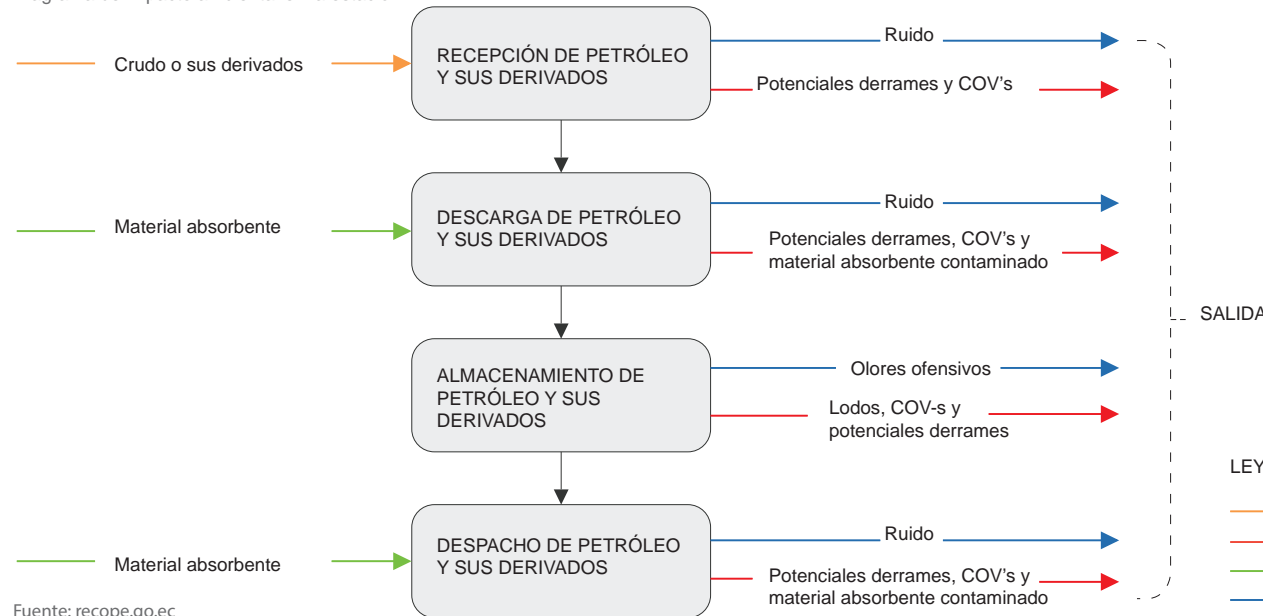 Crudo o sus derivados
RECEPCIÓN DE PETRÓLEO
Y SUS DERIVADOS
Ruido
Potenciales derrames y COV's
Material absorbente
DESCARGA DE PETRÓLEO
Y SUS DERIVADOS
Ruido
Potenciales derrames, COV's y
material absorbente contaminado
SALIDA
ALMACENAMIENTO DE
PETRÓLEO Y SUS
DERIVADOS
Olores ofensivos
Lodos, COV-s y
potenciales derrames
LEY
Material absorbente
DESPACHO DE PETRÓLEO
Y SUS DERIVADOS
Ruido
Potenciales derrames, COV's y
material absorbente contaminado
Fuente: recope.go.ec